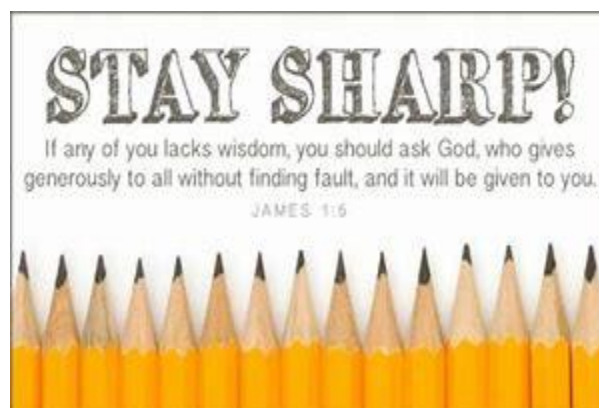 STAY SHARP!
If any of you lacks wisdom, you should ask God, who gives
generously to all without finding fault, and it will be given to you.
JAMES 1:5